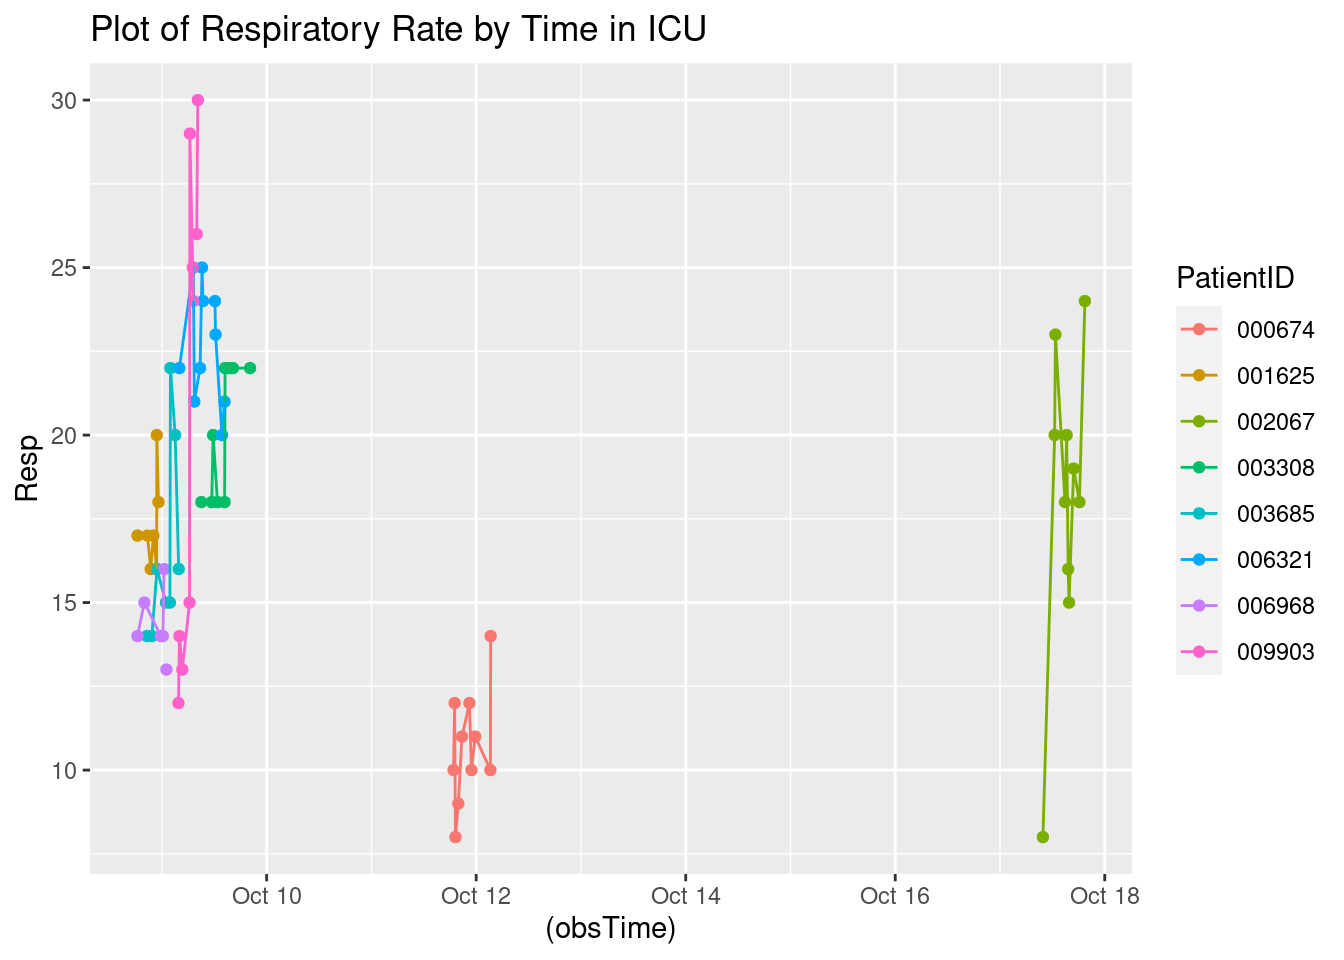 Plot of Respiratory Rate by Time in ICU
30
25
20
15
10
Resp
Oct 10
Oct 12
Oct 14
Oct 16
Oct 18
(obsTime)
PatientID
000674
001625
002067
003308
003685
006321
006968
009903